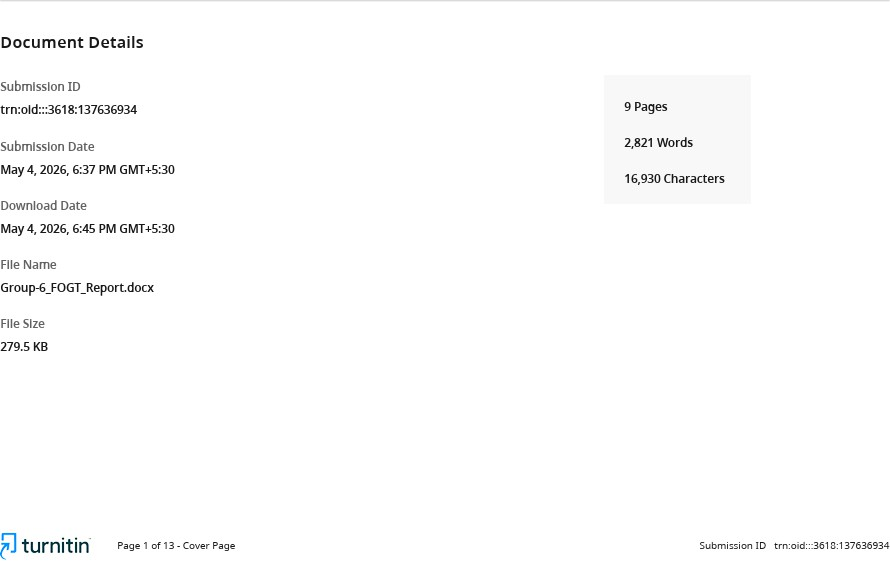 Document Details
Submission ID
trn:oid:::3618:137636934
Submission Date
May 4, 2026, 6:37 PM GMT+5:30
Download Date
May 4, 2026, 6:45 PM GMT+5:30
File Name
Group-6_FOGT_Report.docx
File Size
279.5 KB
9 Pages
2,821 Words
16,930 Characters
turnitin
Page 1 of 13 - Cover Page
Submission ID trn:oid:::3618:137636934